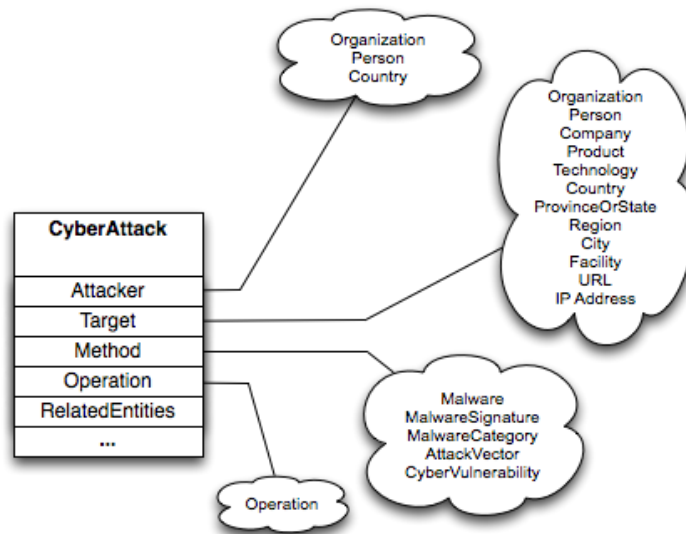 Organization
Person
Country
Organization
Person
Company
Product
Technology
Country
ProvinceOrState
Region
City
Facility
URL
IP Address
CyberAttack
Attacker
Target
Method
Operation
RelatedEntities
...
Malware
MalwareSignature
MalwareCategory
AttackVector
CyberVulnerability
Operation